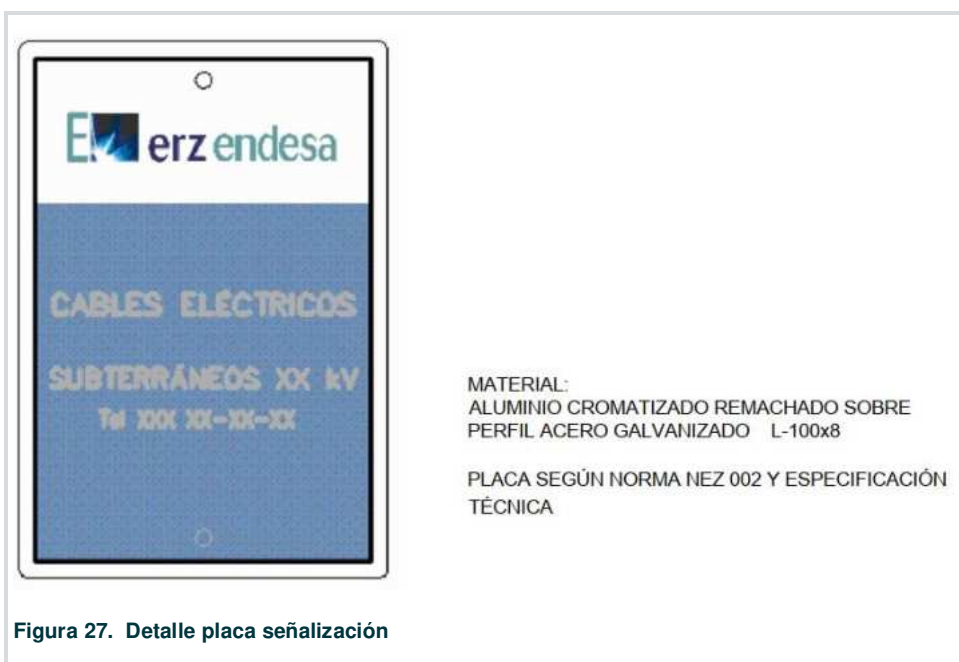 erz endesa
CABLES ELÉCTRICOS
SUBTERRÁNEOS XX kV
Tel XXX XX-XX-XX
MATERIAL:
ALUMINIO CROMATIZADO REMACHADO SOBRE
PERFIL ACERO GALVANIZADO L-100x8
PLACA SEGÚN NORMA NEZ 002 Y ESPECIFICACIÓN
TÉCNICA
Figura 27. Detalle placa señalización